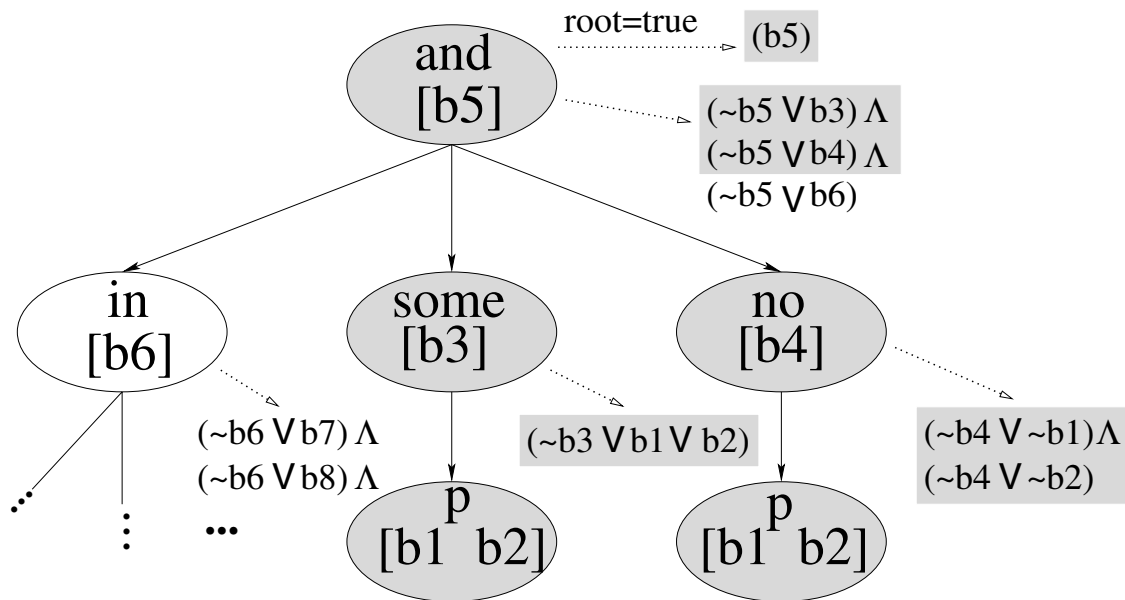 root=true
(b5)
and
[b5]
(~b5 V b3) Λ
(~b5 V b4) Λ
(~b5 V b6)
in
[b6]
some
[b3]
no
[b4]
(~b6 V b7) Λ
(~b6 V b8) Λ
...
(~b3 V b1 V b2)
(~b4 V ~b1) Λ
(~b4 V ~b2)
p
[b1 b2]
p
[b1 b2]